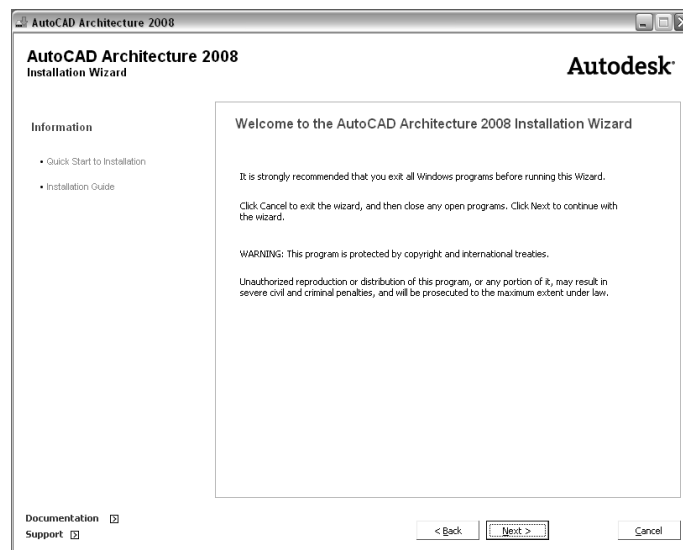 AutoCAD Architecture 2008
AutoCAD Architecture 2008
Installation Wizard
Autodesk
Information
• Quick Start to Installation
• Installation Guide
Welcome to the AutoCAD Architecture 2008 Installation Wizard
It is strongly recommended that you exit all Windows programs before running this Wizard.
Click Cancel to exit the wizard, and then close any open programs. Click Next to continue with
the wizard.
WARNING: This program is protected by copyright and international treaties.
Unauthorized reproduction or distribution of this program, or any portion of it, may result in
severe civil and criminal penalties, and will be prosecuted to the maximum extent under law.
Documentation
Support
< Back
Next >
Cancel